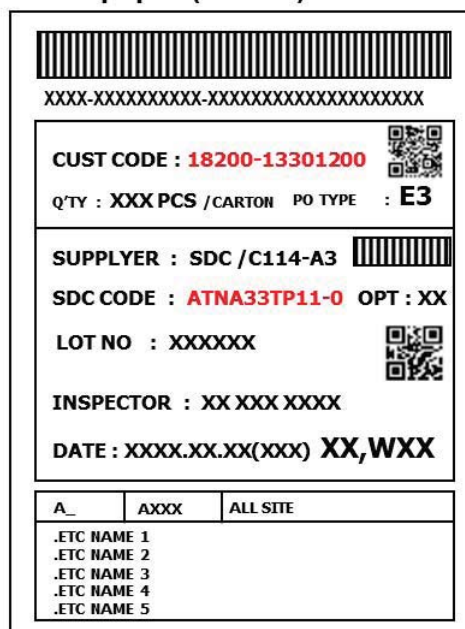 XXXX-XXXXXXXXXX-XXXXXXXXXXXXXXXXXXXX
CUST CODE : 18200-13301200
Q'TY : XXX PCS /CARTON PO TYPE : E3
SUPPLYER : SDC /C114-A3
SDC CODE : ATNA33TP11-0 OPT : XX
LOT NO : XXXXXX
INSPECTOR : XX XXX XXXX
DATE : XXXX.XX.XX(XXX) XX,WXX
A_ AXXX ALL SITE
.ETC NAME 1
.ETC NAME 2
.ETC NAME 3
.ETC NAME 4
.ETC NAME 5